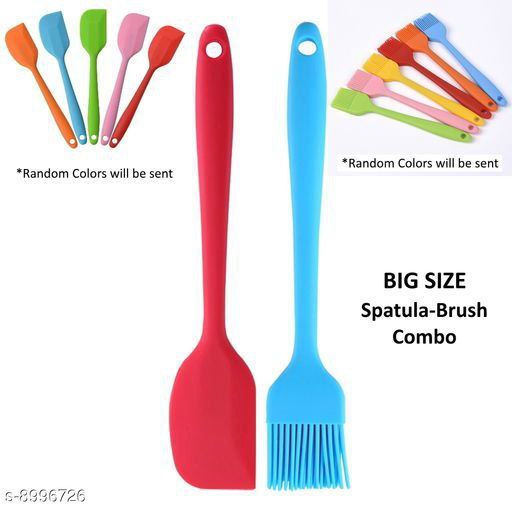 *Random Colors will be sent
*Random Colors will be sent
BIG SIZE
Spatula-Brush
Combo
s-8996726